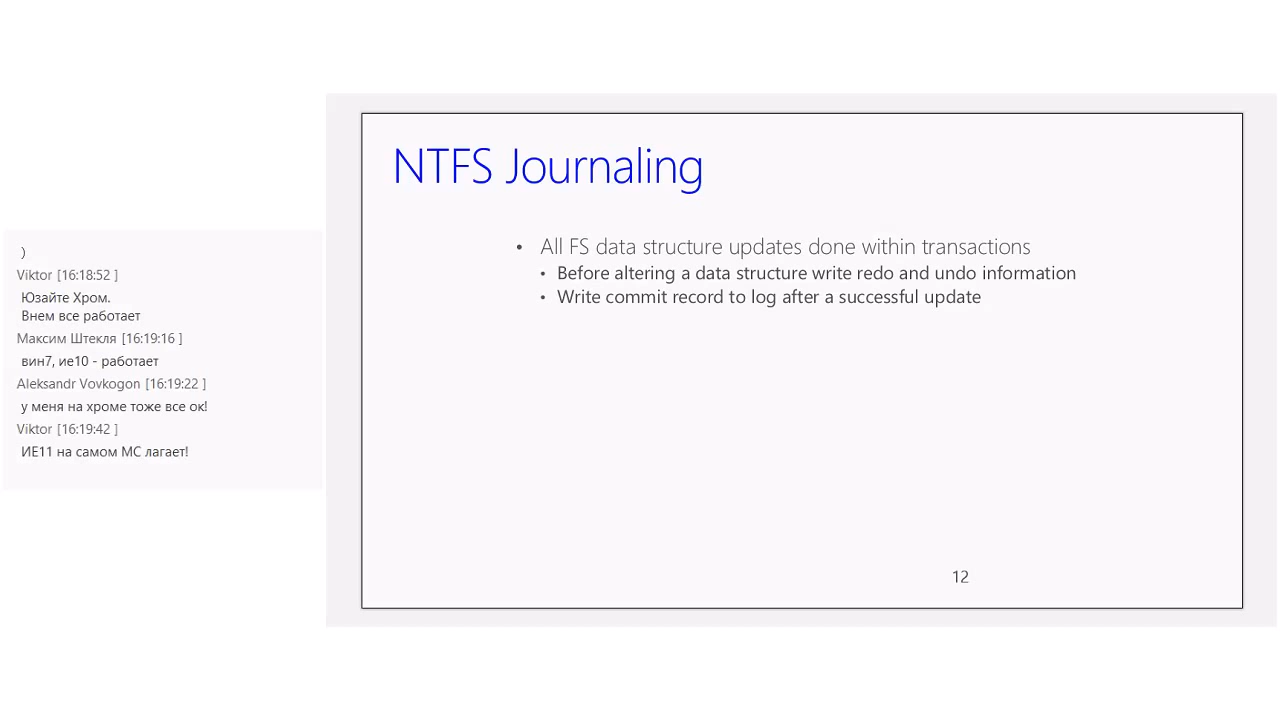 )
Viktor [16:18:52 ]
Юзайте Хром.
Внем все работает
Максим Штекля [16:19:16 ]
вин7, ие10 - работает
Aleksandr Vovkogon [16:19:22 ]
у меня на хроме тоже все ок!
Viktor [16:19:42 ]
ИЕ11 на самом МС лагает!
NTFS Journaling
• All FS data structure updates done within transactions
• Before altering a data structure write redo and undo information
• Write commit record to log after a successful update
12